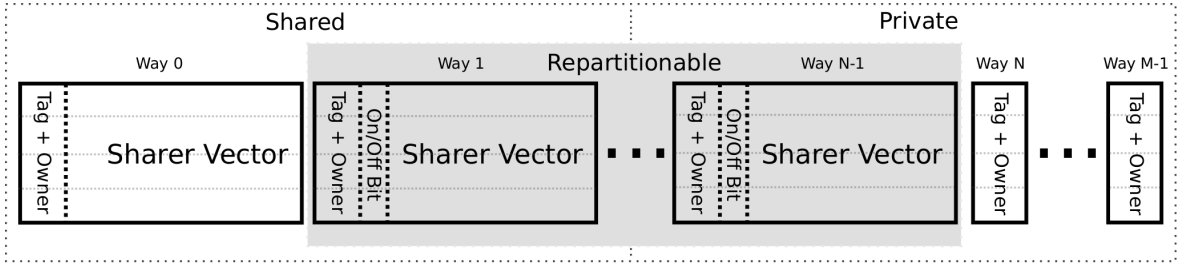 Shared
Private
Repartitionable
Way 0
Way 1
Way N-1
Way N
Way M-1
Tag + Owner
Sharer Vector
Tag + Owner
On/Off Bit
Sharer Vector
Tag + Owner
On/Off Bit
Sharer Vector
Tag + Owner
Tag + Owner